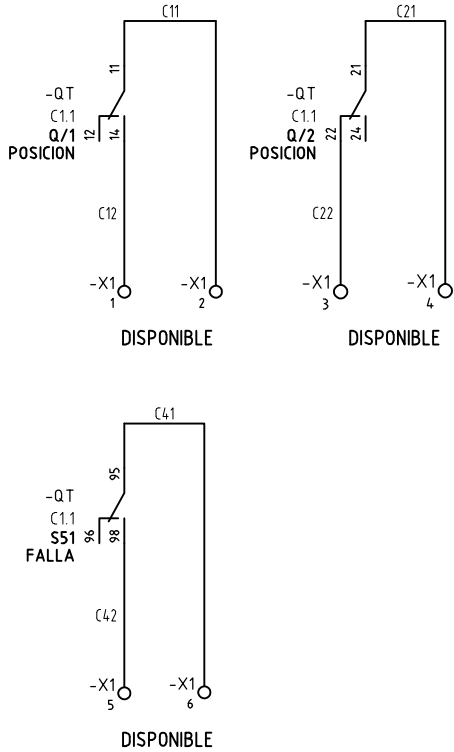 C11
11
-QT
C1.1
Q/1
POSICION
12
14
C12
-X1
1
-X1
2
DISPONIBLE
C21
21
-QT
C1.1
Q/2
POSICION
22
24
C22
-X1
3
-X1
4
DISPONIBLE
C41
95
-QT
C1.1
S51
FALLA
96
98
C42
-X1
5
-X1
6
DISPONIBLE